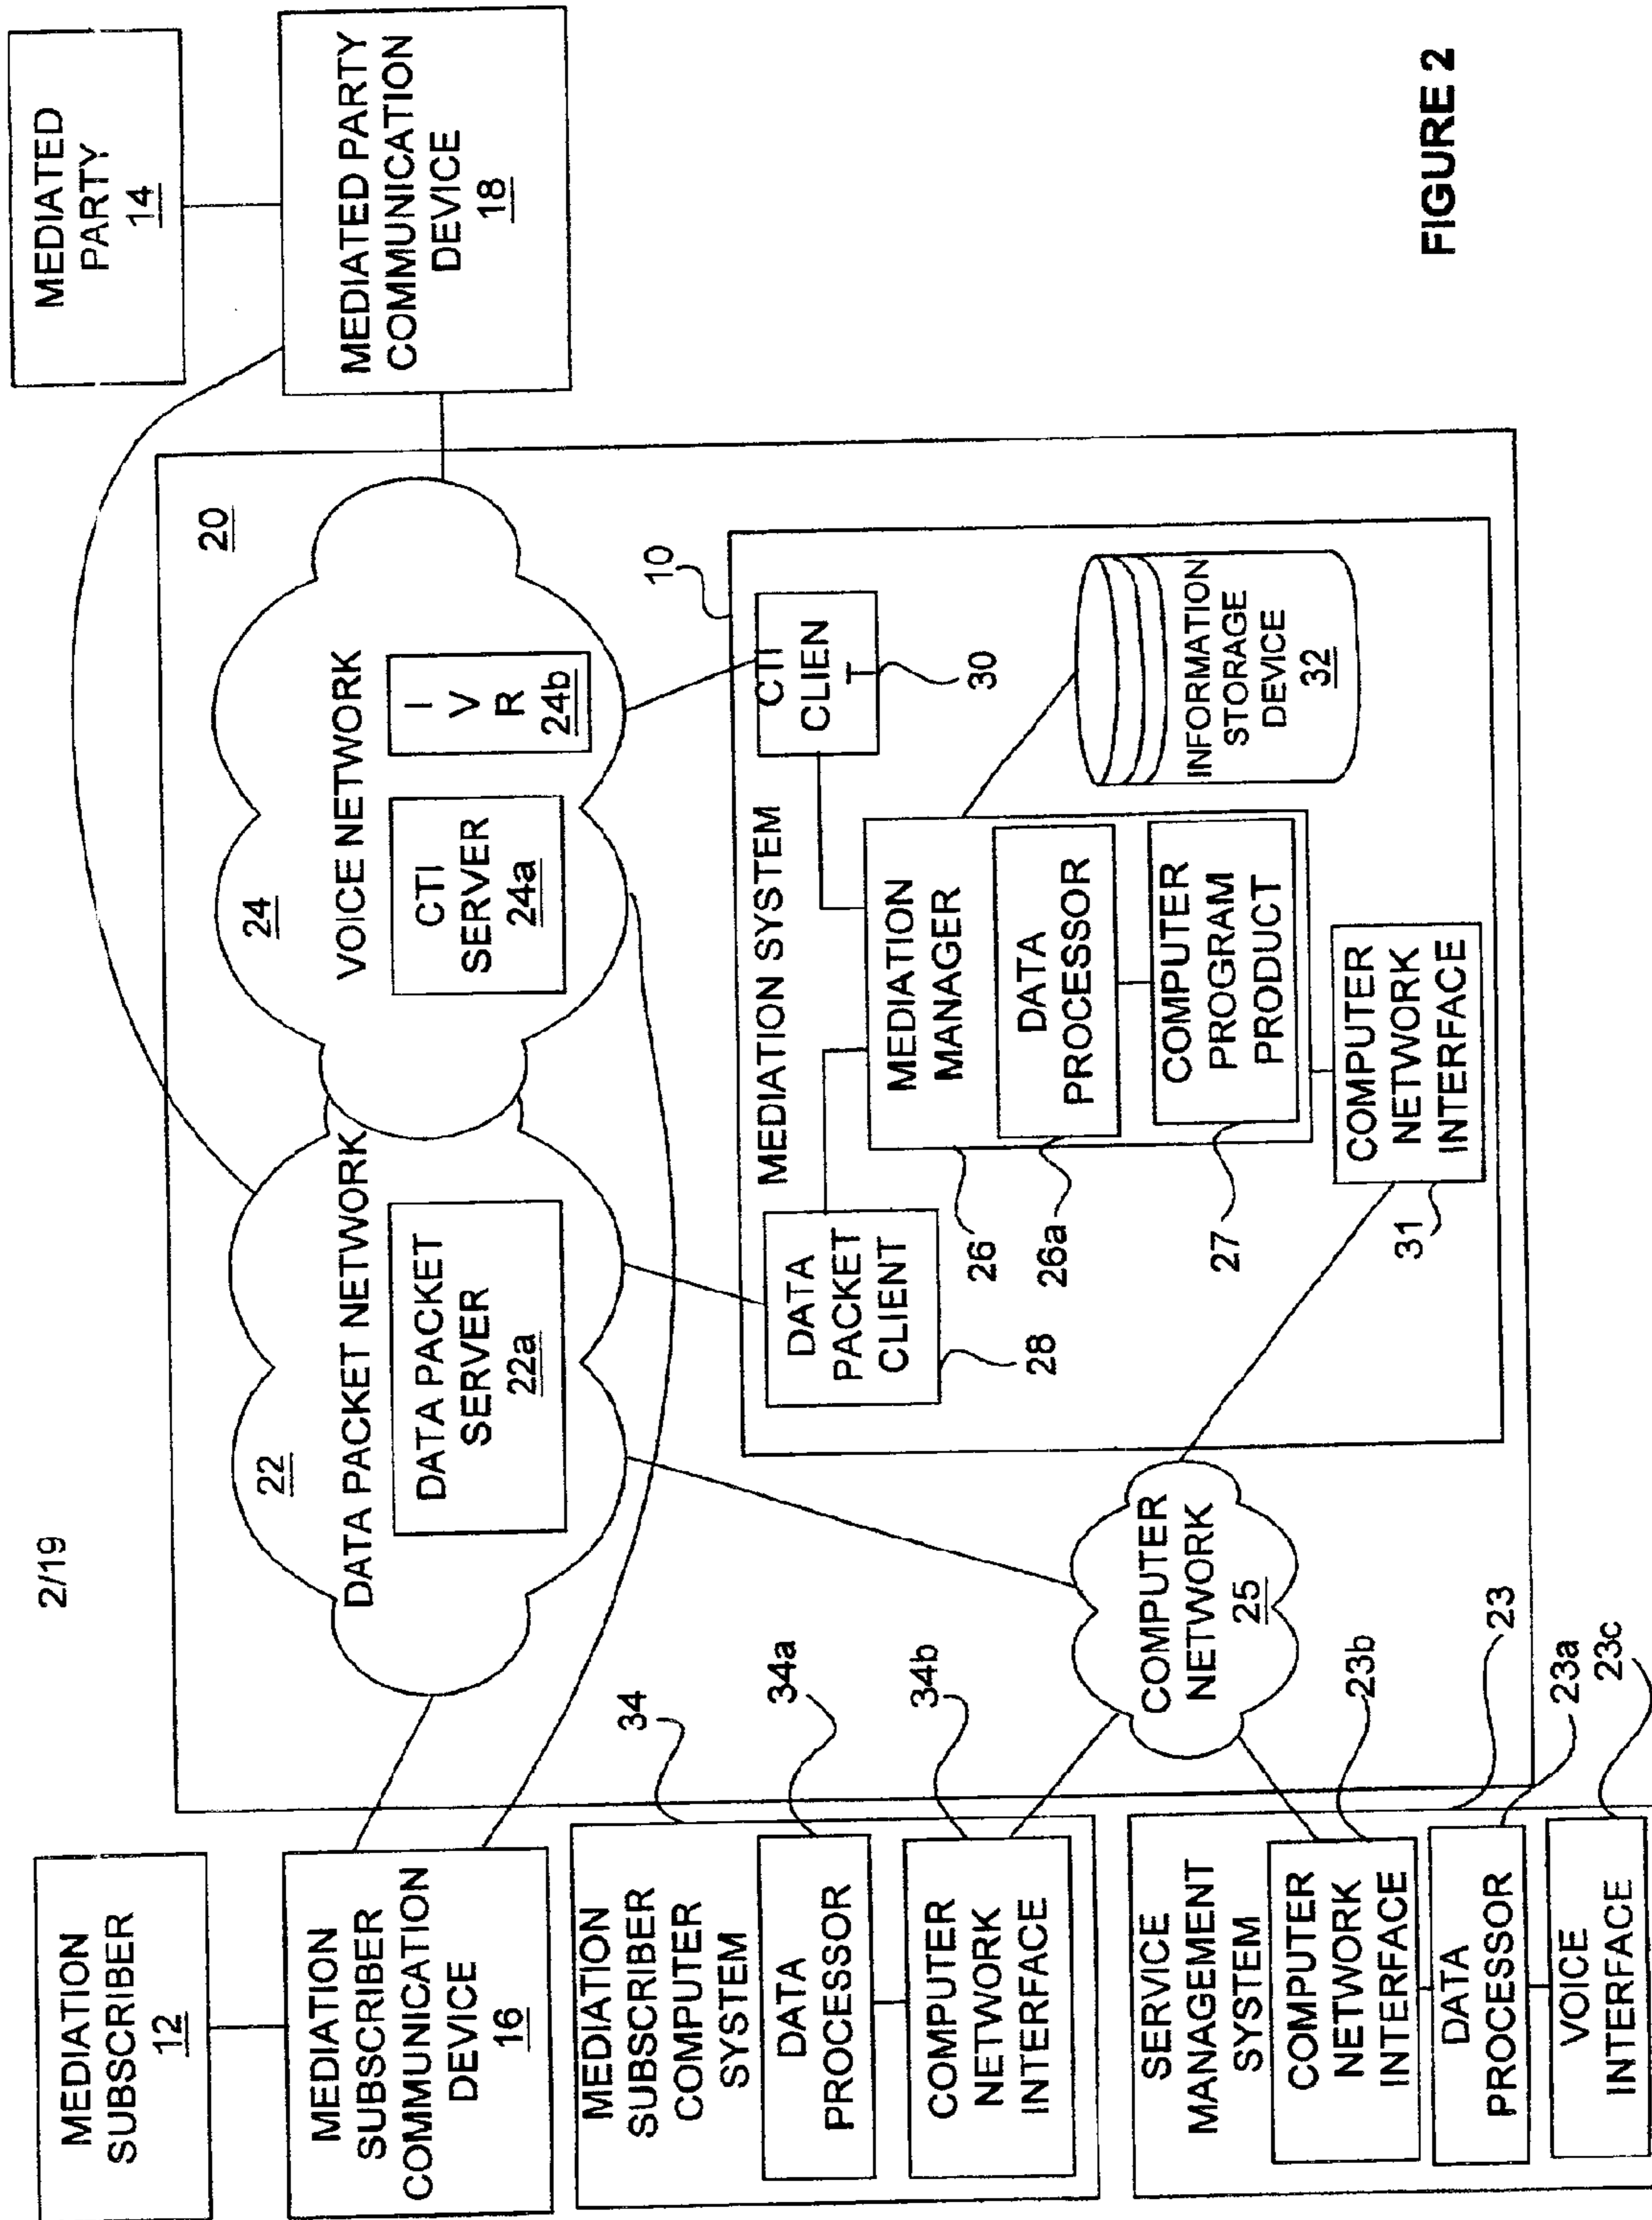 2/19
MEDIATION
SUBSCRIBER
12
MEDIATION
SUBSCRIBER
COMMUNICATION
DEVICE
16
MEDIATION
SUBSCRIBER
COMPUTER
SYSTEM
DATA
PROCESSOR
COMPUTER
NETWORK
INTERFACE
34
34a
34b
SERVICE
MANAGEMENT
SYSTEM
COMPUTER
NETWORK
INTERFACE
DATA
PROCESSOR
VOICE
INTERFACE
23b
23
23a
23c
20
22
DATA PACKET NETWORK
DATA PACKET
SERVER
22a
24
VOICE NETWORK
CTI
SERVER
24a
I
V
R
24b
COMPUTER
NETWORK
25
10
MEDIATION SYSTEM
DATA
PACKET
CLIENT
28
CTI
CLIEN
T
30
MEDIATION
MANAGER
DATA
PROCESSOR
COMPUTER
PROGRAM
PRODUCT
26
26a
27
COMPUTER
NETWORK
INTERFACE
31
INFORMATION
STORAGE
DEVICE
32
MEDIATED
PARTY
14
MEDIATED PARTY
COMMUNICATION
DEVICE
18
FIGURE 2